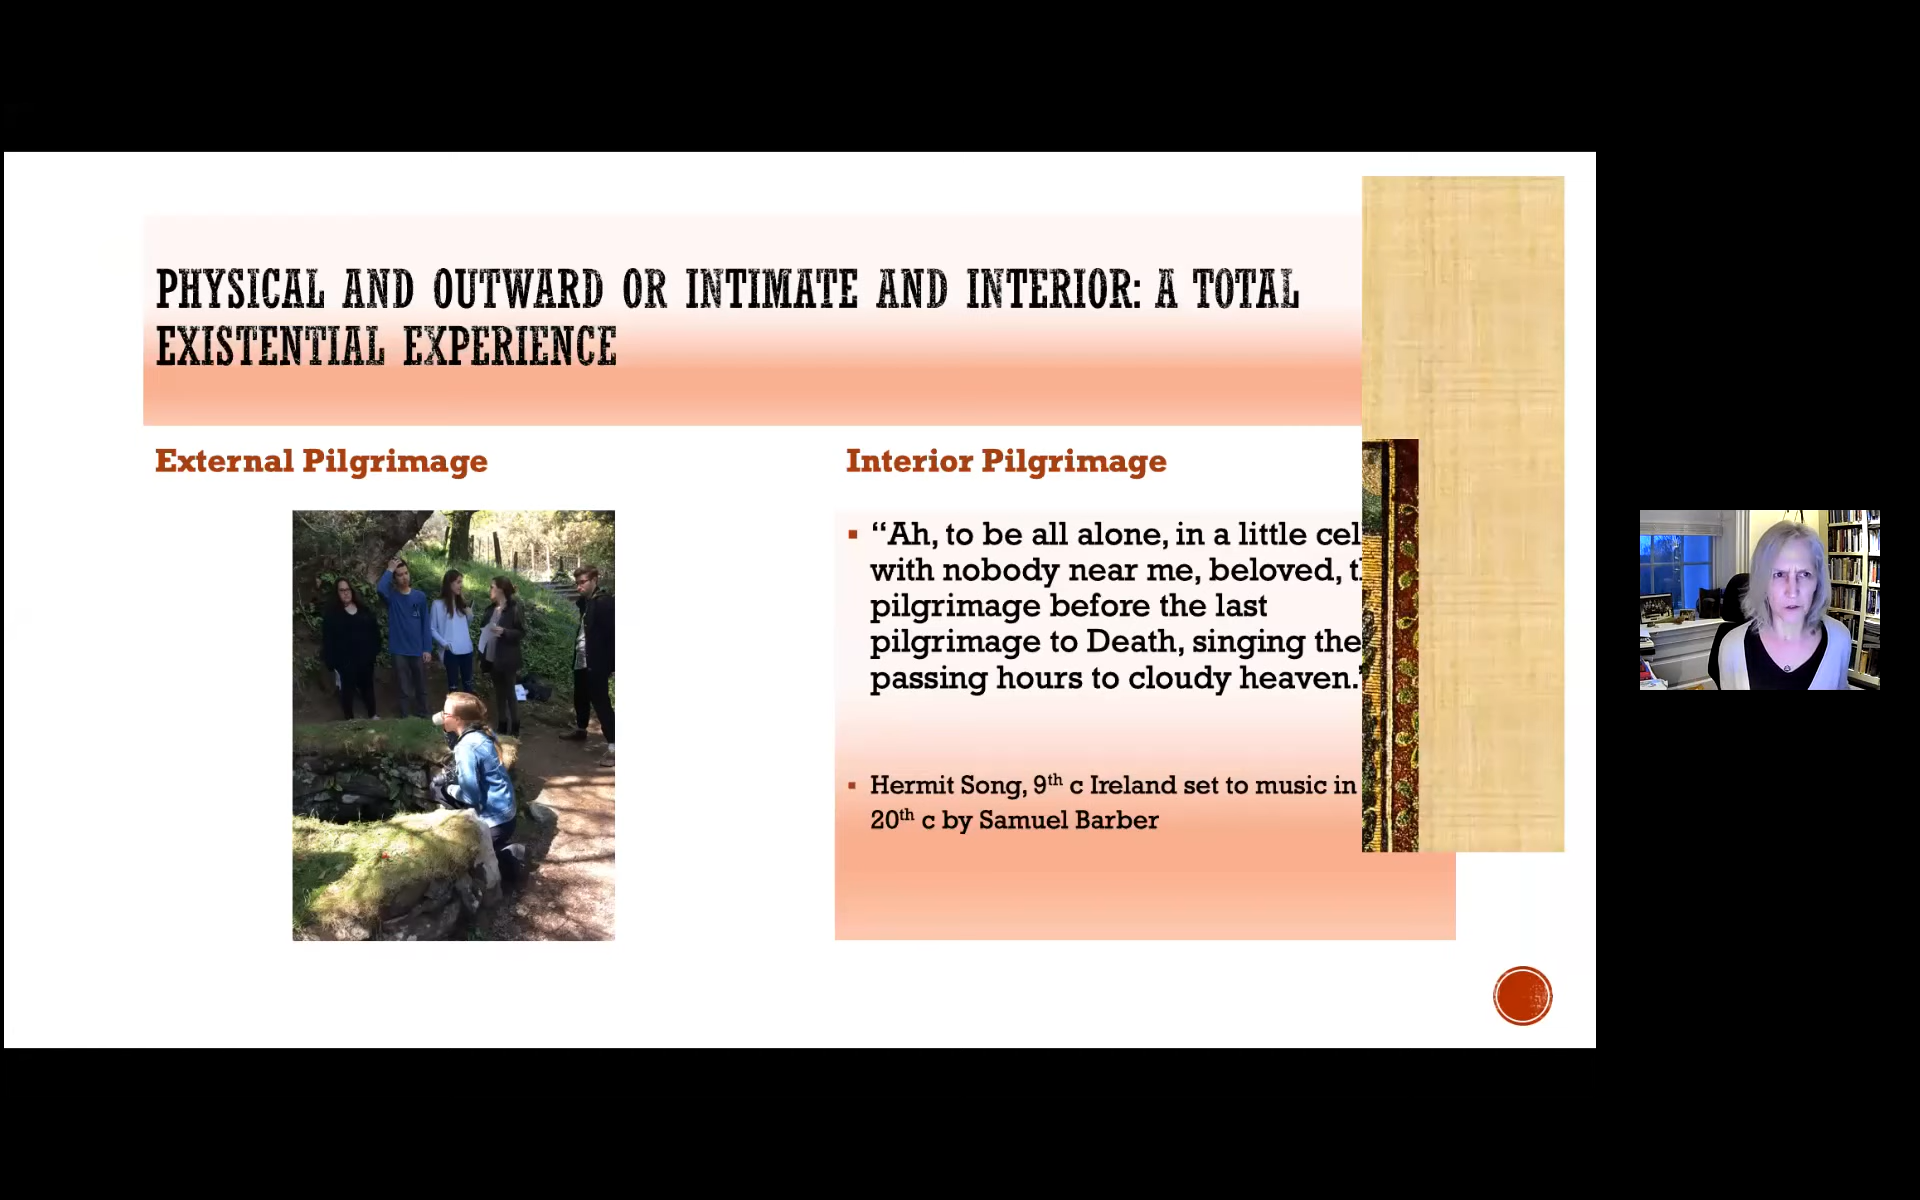 PHYSICAL AND OUTWARD OR INTIMATE AND INTERIOR: A TOTAL
EXISTENTIAL EXPERIENCE
External Pilgrimage
Interior Pilgrimage
▪ “Ah, to be all alone, in a little cel
with nobody near me, beloved, t
pilgrimage before the last
pilgrimage to Death, singing the
passing hours to cloudy heaven.”
▪ Hermit Song, 9th c Ireland set to music in
20th c by Samuel Barber